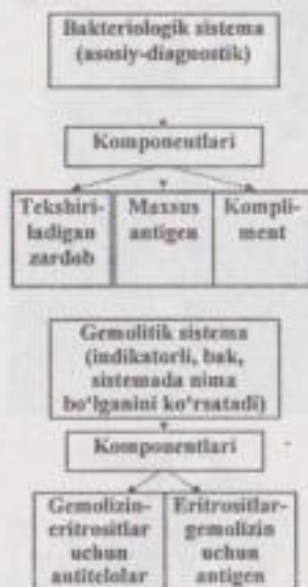 Bakteriologik sistema
(asosiy-diagnostik)
Komponentlari
Tekshiri-
ladigan
zardob
Maxsus
antigen
Kompli-
ment
Gemolitik sistema
(indikatorli, bak,
sistemada nima
bo‘lganini ko‘rsatadi)
Komponentlari
Gemolizin-
eritrositlar
uchun
antitelolar
Eritrositlar-
gemolizin
uchun
antigen